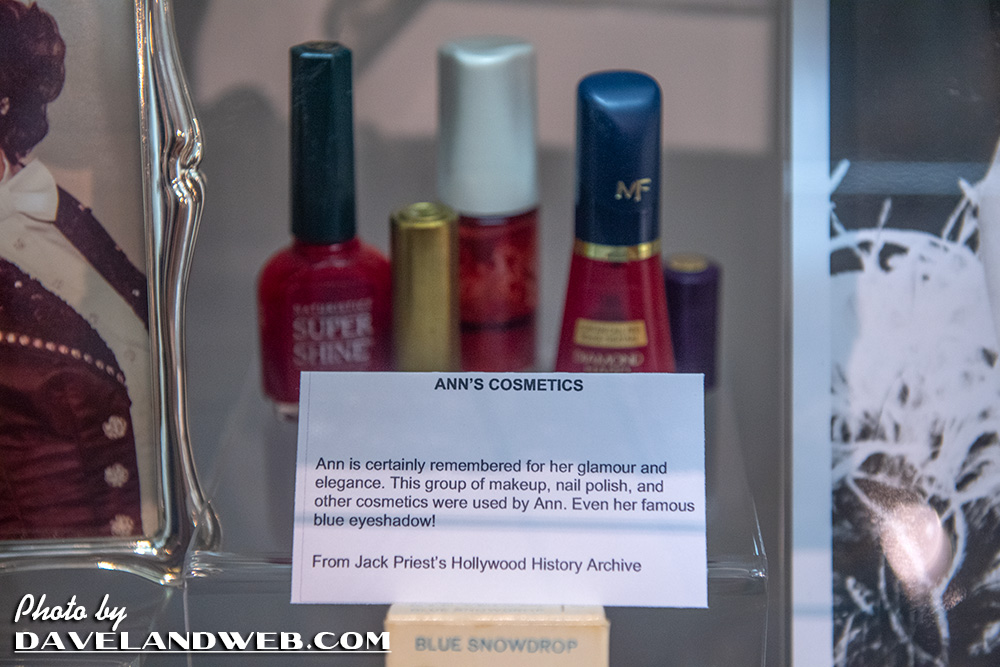 MF
SUPER
SHINE
DIAMOND
ANN'S COSMETICS
Ann is certainly remembered for her glamour and
elegance. This group of makeup, nail polish, and
other cosmetics were used by Ann. Even her famous
blue eyeshadow!
From Jack Priest's Hollywood History Archive
BLUE SNOWDROP
Photo by
DAVELANDWEB.COM